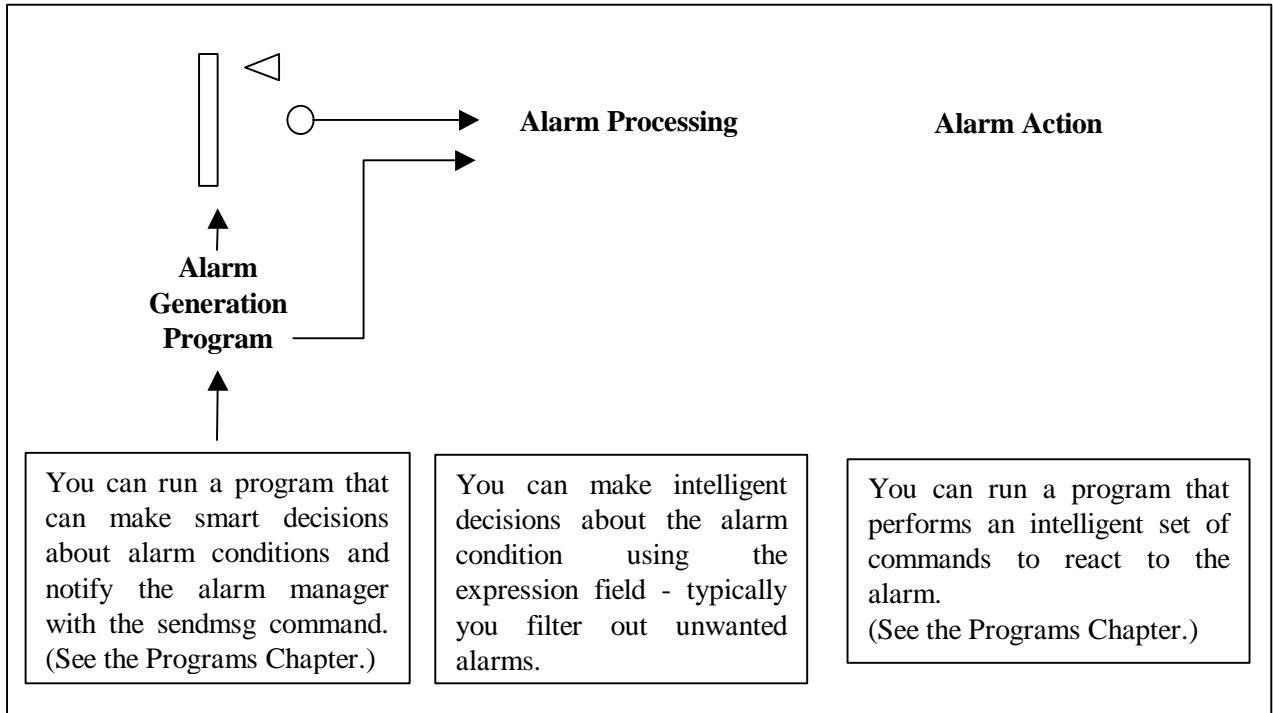 Alarm Processing
Alarm Action
Alarm
Generation
Program
You can run a program that
can make smart decisions
about alarm conditions and
notify the alarm manager
with the sendmsg command.
(See the Programs Chapter.)
You can make intelligent
decisions about the alarm
condition using the
expression field - typically
you filter out unwanted
alarms.
You can run a program that
performs an intelligent set of
commands to react to the
alarm.
(See the Programs Chapter.)